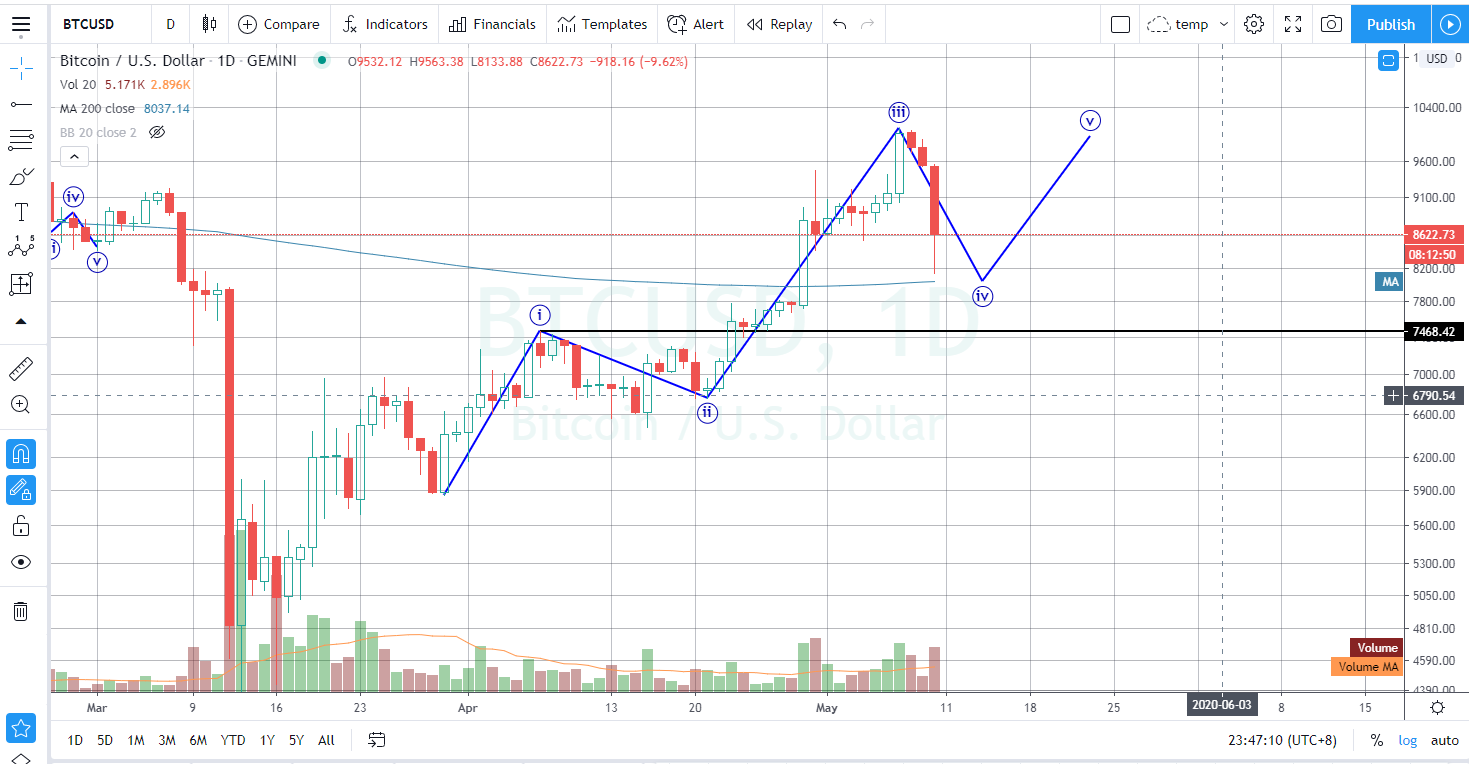 BTCUSD D Compare Indicators Financials Templates Alert Replay temp Publish
Bitcoin / U.S. Dollar · 1D · GEMINI O9532.12 H9563.38 L8133.88 C8622.73 −918.16 (−9.62%)
USD
Vol 20 5.171K 2.896K
MA 200 close 8037.14
BB 20 close 2
10400.00
iii
v
9600.00
iv
9100.00
8622.73
v
08:12:50
8200.00
MA
iv
7800.00
i
BTCUSD, 1D
7468.42
7000.00
6790.54
ii
6600.00
Bitcoin / U.S. Dollar
6200.00
5900.00
5600.00
5300.00
5050.00
4810.00
Volume
4590.00
Volume MA
4390.00
Mar 9 16 23 Apr 13 20 May 11 18 25 2020-06-03 8 15
1D 5D 1M 3M 6M YTD 1Y 5Y All 23:47:10 (UTC+8) % log auto